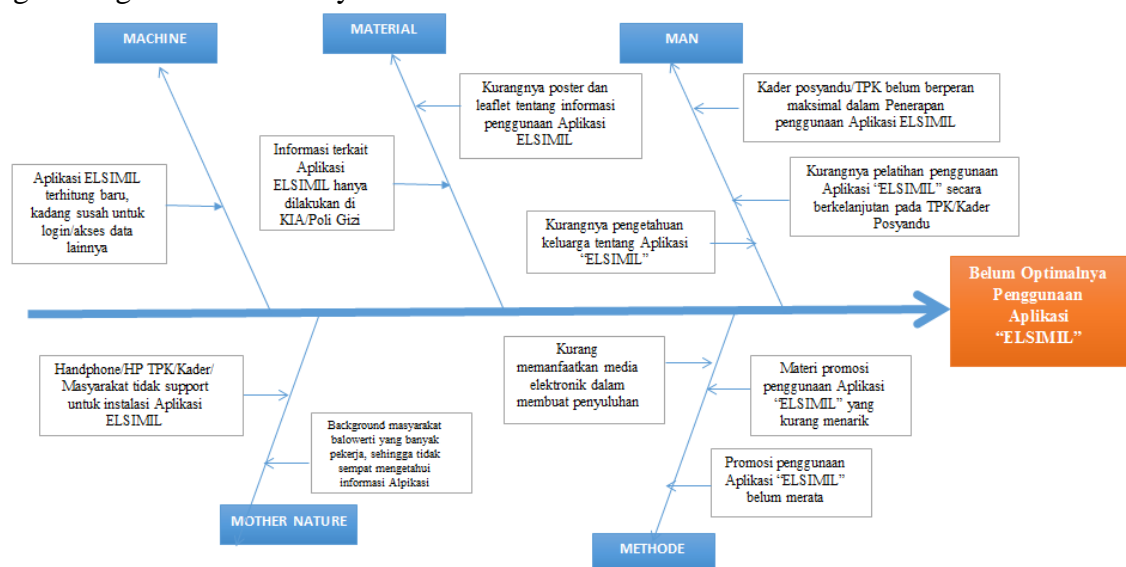 MACHINE
MATERIAL
MAN
Kurangnya poster dan
leaflet tentang informasi
penggunaan Aplikasi
ELSIMIL
Kader posyandu/TPK belum berperan
maksimal dalam Penerapan
penggunaan Aplikasi ELSIMIL
Informasi terkait
Aplikasi
ELSIMIL hanya
dilakukan di
KIA/Poli Gizi
Aplikasi ELSIMIL
terhitung baru,
kadang susah untuk
login/akses data
lainnya
Kurangnya pelatihan penggunaan
Aplikasi “ELSIMIL” secara
berkelanjutan pada TPK/Kader
Posyandu
Kurangnya pengetahuan
keluarga tentang Aplikasi
“ELSIMIL”
Belum Optimalnya
Penggunaan
Aplikasi
“ELSIMIL”
Handphone/HP TPK/Kader/
Masyarakat tidak support
untuk instalasi Aplikasi
ELSIMIL
Kurang
memanfaatkan media
elektronik dalam
membuat penyuluhan
Materi promosi
penggunaan Aplikasi
“ELSIMIL” yang
kurang menarik
Background masyarakat
balowerti yang banyak
pekerja, sehingga tidak
sempat mengetahui
informasi Alpikasi
Promosi penggunaan
Aplikasi “ELSIMIL”
belum merata
MOTHER NATURE
METHODE